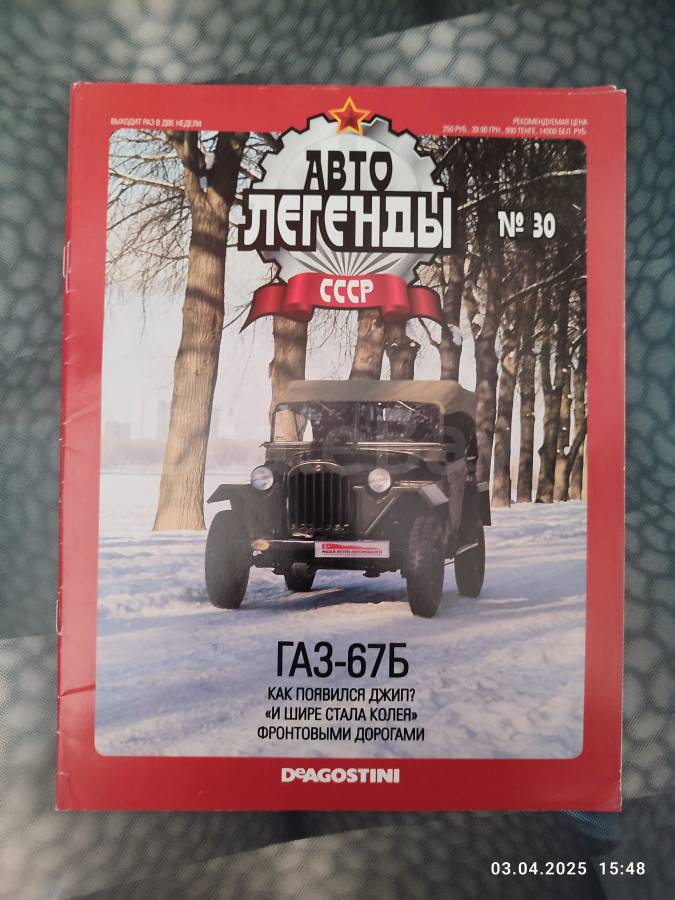 ВЫХОДИТ РАЗ В ДВЕ НЕДЕЛИ
РЕКОМЕНДУЕМАЯ ЦЕНА
250 РУБ., 39.90 ГРН., 990 ТЕНГЕ, 14900 БЕЛ. РУБ.
АВТО
ЛЕГЕНДЫ
СССР
№ 30
ГАЗ-67Б
КАК ПОЯВИЛСЯ ДЖИП?
«И ШИРЕ СТАЛА КОЛЕЯ»
ФРОНТОВЫМИ ДОРОГАМИ
DeAGOSTINI
03.04.2025 15:48